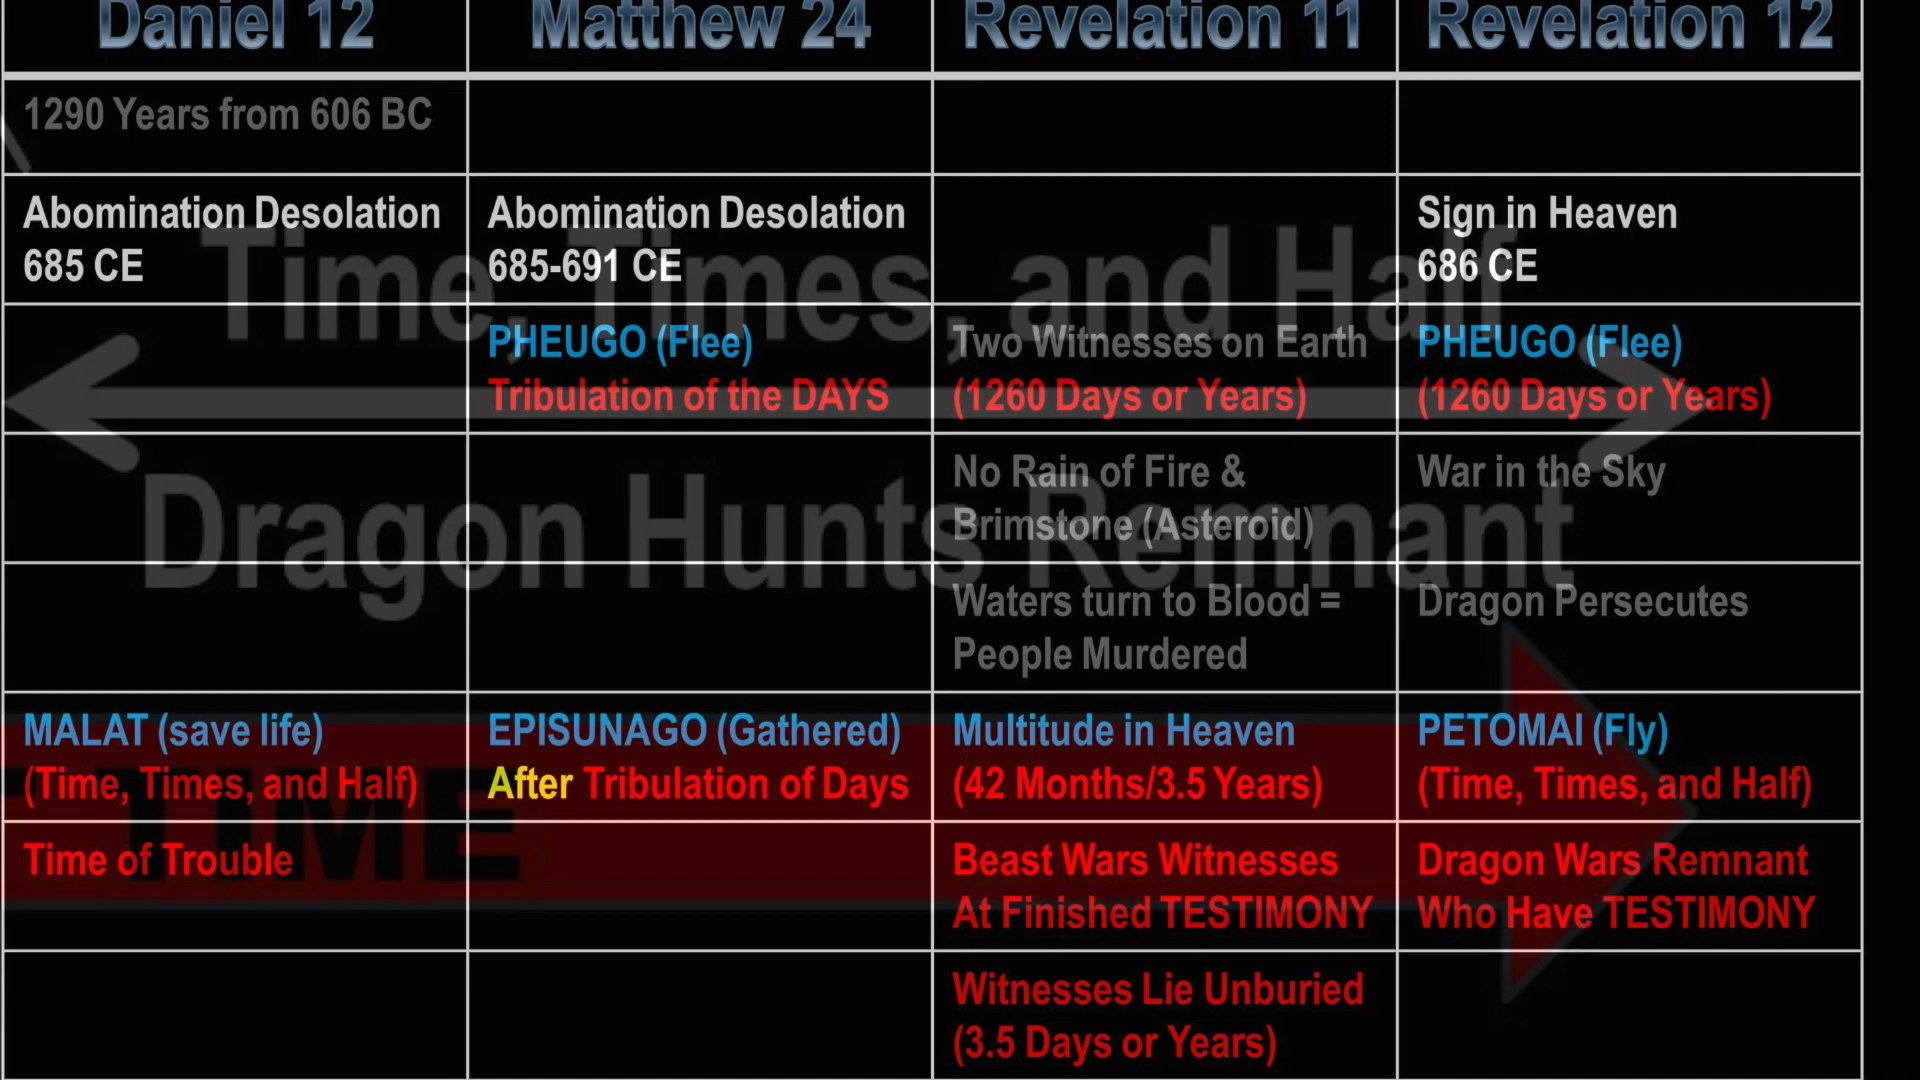 Daniel 12
Matthew 24
Revelation 11
Revelation 12
1290 Years from 606 BC
Abomination Desolation
685 CE
Abomination Desolation
685-691 CE
Sign in Heaven
686 CE
Time, Times, and Half
PHEUGO (Flee)
Tribulation of the DAYS
Two Witnesses on Earth
(1260 Days or Years)
PHEUGO (Flee)
(1260 Days or Years)
No Rain of Fire &
Brimstone (Asteroid)
War in the Sky
Dragon Hunts Remnant
Waters turn to Blood =
People Murdered
Dragon Persecutes
MALAT (save life)
(Time, Times, and Half)
EPISUNAGO (Gathered)
After Tribulation of Days
Multitude in Heaven
(42 Months/3.5 Years)
PETOMAI (Fly)
(Time, Times, and Half)
TIME
Time of Trouble
Beast Wars Witnesses
At Finished TESTIMONY
Dragon Wars Remnant
Who Have TESTIMONY
Witnesses Lie Unburied
(3.5 Days or Years)